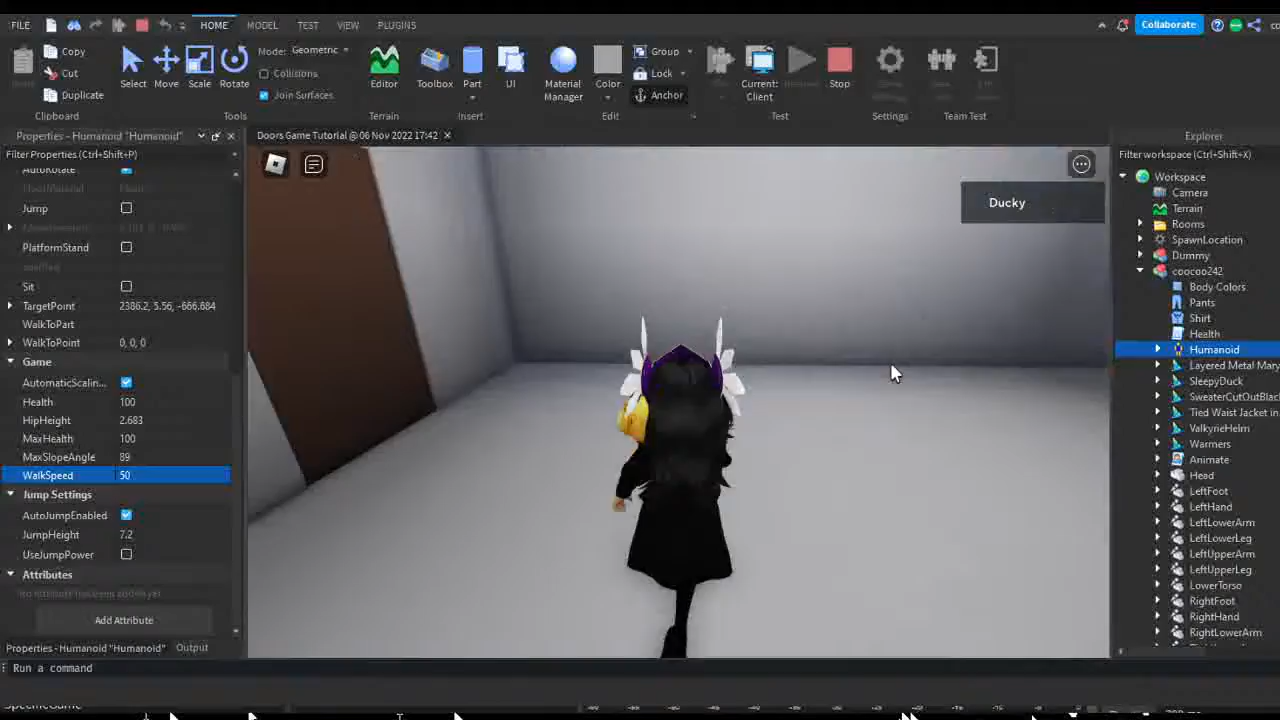 FILE HOME MODEL TEST VIEW PLUGINS Collaborate
Copy
Cut
Duplicate
Clipboard
Select Move Scale Rotate
Mode: Geometric
Collisions
Join Surfaces
Tools
Editor
Terrain
Toolbox Part UI
Insert
Material
Manager
Color
Group
Lock
Anchor
Edit
Current:
Client
Stop
Test
Settings
Team Test
Properties - Humanoid "Humanoid"
Filter Properties (Ctrl+Shift+P)
AutoRotate
Jump
PlatformStand
Sit
TargetPoint 2386.2, 5.56, -666.684
WalkToPart
WalkToPoint 0, 0, 0
Game
AutomaticScalin...
Health 100
HipHeight 2.683
MaxHealth 100
MaxSlopeAngle 89
WalkSpeed 50
Jump Settings
AutoJumpEnabled
JumpHeight 7.2
UseJumpPower
Attributes
Add Attribute
Properties - Humanoid "Humanoid" Output
Run a command
Doors Game Tutorial @ 06 Nov 2022 17:42
Ducky
Explorer
Filter workspace (Ctrl+Shift+X)
Workspace
Camera
Terrain
Rooms
SpawnLocation
Dummy
coocoo242
Body Colors
Pants
Shirt
Health
Humanoid
Layered Metal Mary
SleepyDuck
SweaterCutOutBlac
Tied Waist Jacket in
ValkyrieHelm
Warmers
Animate
Head
LeftFoot
LeftHand
LeftLowerArm
LeftLowerLeg
LeftUpperArm
LeftUpperLeg
LowerTorso
RightFoot
RightHand
RightLowerArm